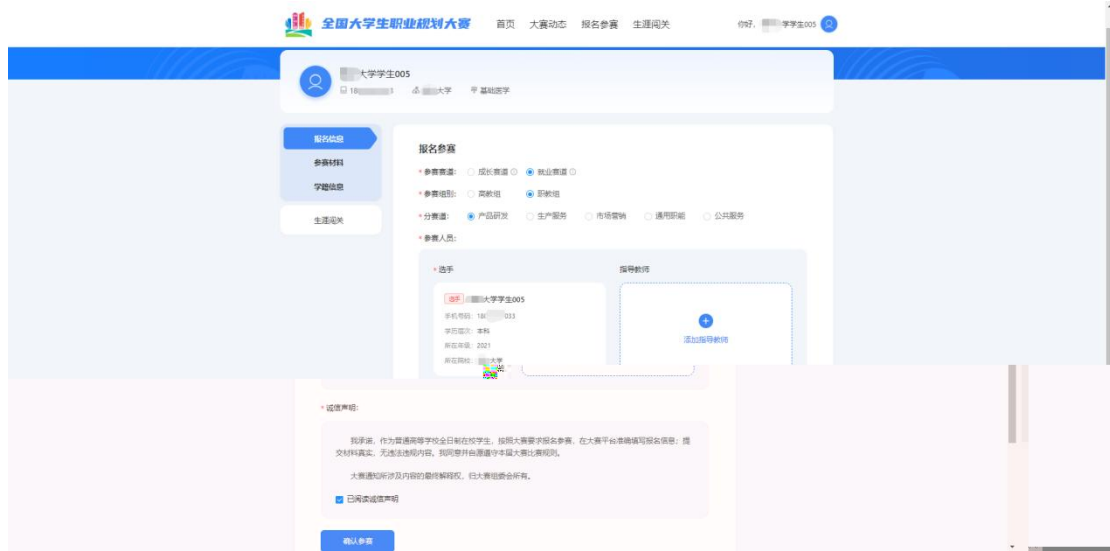 全国大学生职业规划大赛 首页 大赛动态 报名参赛 生涯闯关 你好, 学学生005
大学学生005
18 3 大学 基础医学
报名信息
参赛材料
学籍信息
生涯闯关
报名参赛
* 参赛赛道: 成长赛道 就业赛道
* 参赛组别: 高教组 职教组
* 分赛道: 产品研发 生产服务 市场营销 通用职能 公共服务
* 参赛人员:
* 选手 指导教师
选手 大学学生005
手机号码: 18 033
学历层次: 本科
所在年级: 2021
所在院校: 大学
添加指导教师
* 诚信声明:
我承诺,作为普通高等学校全日制在校学生,按照大赛要求报名参赛,在大赛平台准确填写报名信息;提
交材料真实,无违法违规内容。我同意并自愿遵守本届大赛比赛规则。
大赛通知所涉及内容的最终解释权,归大赛组委会所有。
已阅读诚信声明
确认参赛